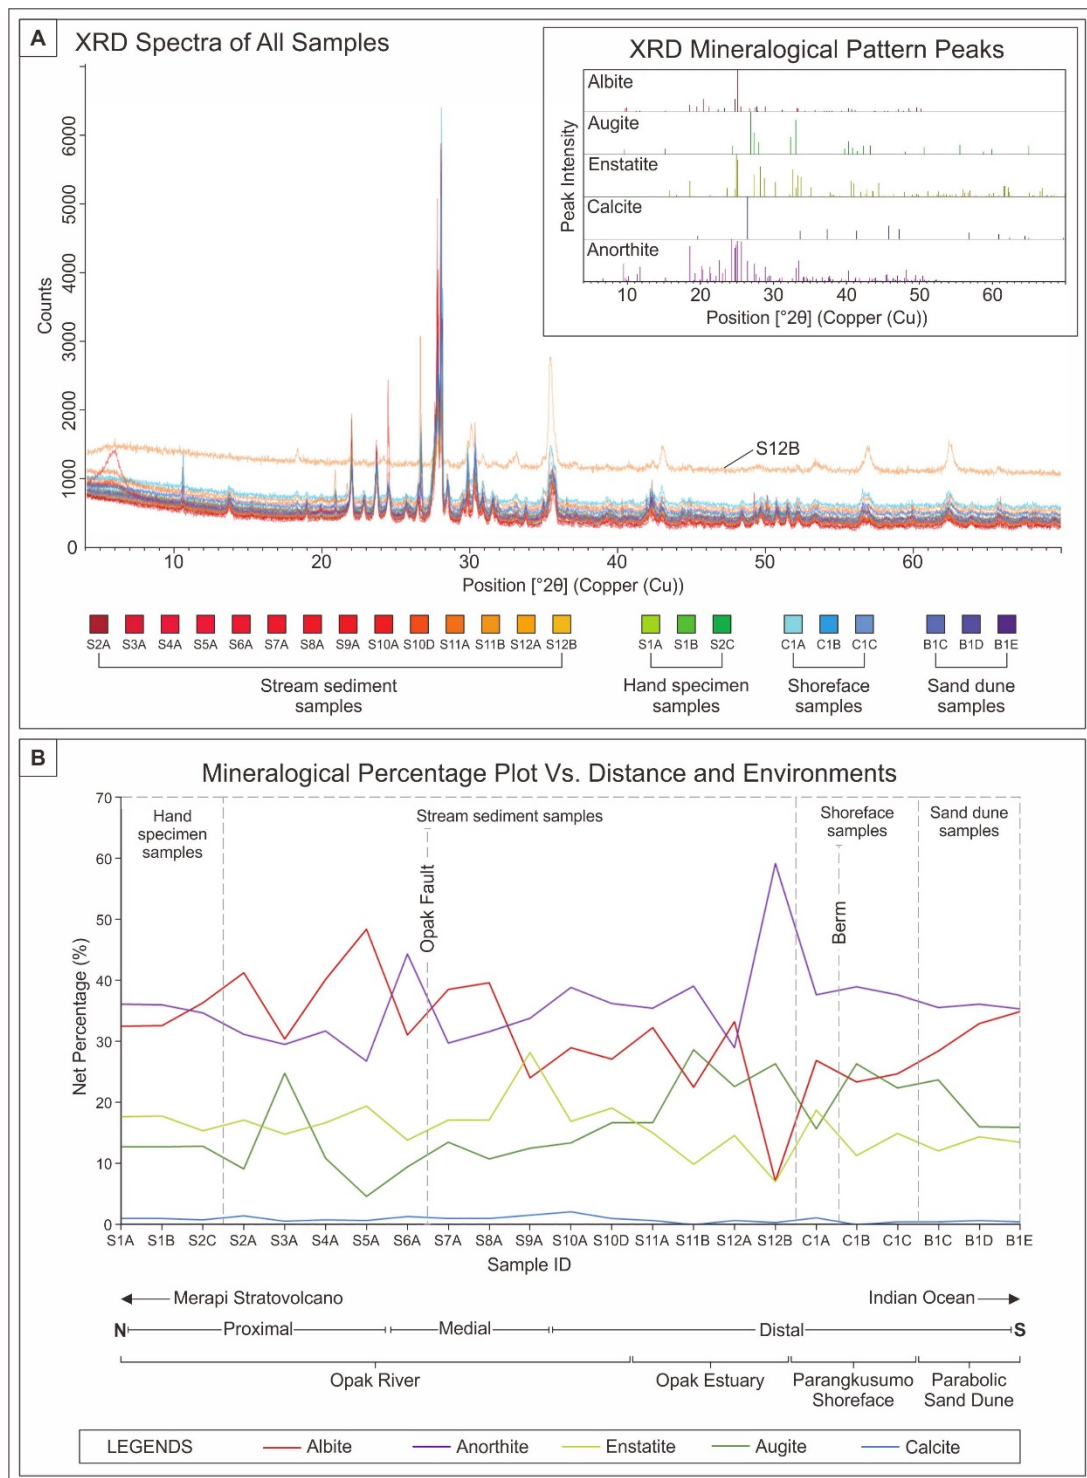 A
XRD Spectra of All Samples
6000
5000
4000
3000
2000
1000
0
Counts
10 20 30 40 50 60
Position [°2θ] (Copper (Cu))
S12B
XRD Mineralogical Pattern Peaks
Peak Intensity
Albite
Augite
Enstatite
Calcite
Anorthite
10 20 30 40 50 60
Position [°2θ] (Copper (Cu))
S2A S3A S4A S5A S6A S7A S8A S9A S10A S10D S11A S11B S12A S12B
Stream sediment
samples
S1A S1B S2C
Hand specimen
samples
C1A C1B C1C
Shoreface
samples
B1C B1D B1E
Sand dune
samples
B
Mineralogical Percentage Plot Vs. Distance and Environments
70
60
50
40
30
20
10
0
Net Percentage (%)
Hand
specimen
samples
Stream sediment samples
Opak Fault
Shoreface
samples
Berm
Sand dune
samples
S1A S1B S2C S2A S3A S4A S5A S6A S7A S8A S9A S10A S10D S11A S11B S12A S12B C1A C1B C1C B1C B1D B1E
Sample ID
Merapi Stratovolcano
Indian Ocean
N
Proximal
Medial
Distal
S
Opak River
Opak Estuary
Parangkusumo
Shoreface
Parabolic
Sand Dune
LEGENDS Albite Anorthite Enstatite Augite Calcite